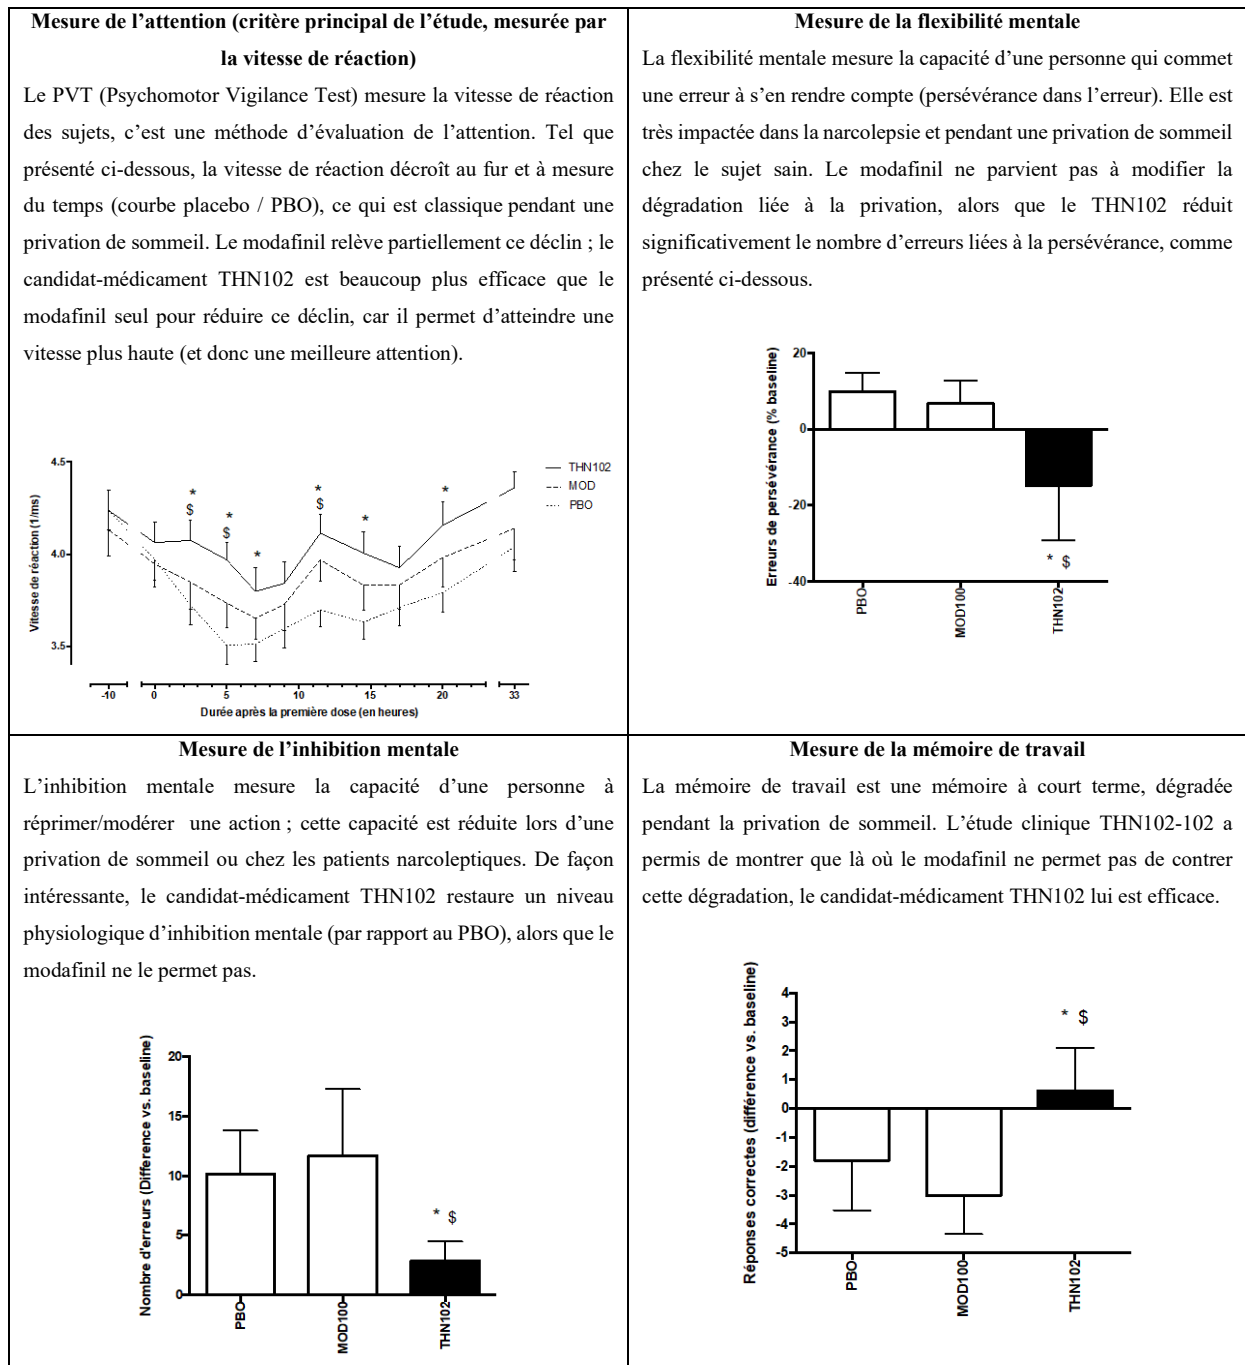 Mesure de l’attention (critère principal de l’étude, mesurée par
la vitesse de réaction)
Le PVT (Psychomotor Vigilance Test) mesure la vitesse de réaction
des sujets, c’est une méthode d’évaluation de l’attention. Tel que
présenté ci-dessous, la vitesse de réaction décroît au fur et à mesure
du temps (courbe placebo / PBO), ce qui est classique pendant une
privation de sommeil. Le modafinil relève partiellement ce déclin ; le
candidat-médicament THN102 est beaucoup plus efficace que le
modafinil seul pour réduire ce déclin, car il permet d’atteindre une
vitesse plus haute (et donc une meilleure attention).
4.5
4.0
3.5
Vitesse de réaction (1/ms)
* * * * * *
$ $ $
THN102
MOD
PBO
-10 0 5 10 15 20 33
Durée après la première dose (en heures)
Mesure de la flexibilité mentale
La flexibilité mentale mesure la capacité d’une personne qui commet
une erreur à s’en rendre compte (persévérance dans l’erreur). Elle est
très impactée dans la narcolepsie et pendant une privation de sommeil
chez le sujet sain. Le modafinil ne parvient pas à modifier la
dégradation liée à la privation, alors que le THN102 réduit
significativement le nombre d’erreurs liées à la persévérance, comme
présenté ci-dessous.
Erreurs de persévérance (% baseline)
20
0
-20
-40
* $
PBO
MOD100
THN102
Mesure de l’inhibition mentale
L’inhibition mentale mesure la capacité d’une personne à
réprimer/modérer une action ; cette capacité est réduite lors d’une
privation de sommeil ou chez les patients narcoleptiques. De façon
intéressante, le candidat-médicament THN102 restaure un niveau
physiologique d’inhibition mentale (par rapport au PBO), alors que le
modafinil ne le permet pas.
Nombre d'erreurs (Difference vs. baseline)
20
15
10
5
0
* $
PBO
MOD100
THN102
Mesure de la mémoire de travail
La mémoire de travail est une mémoire à court terme, dégradée
pendant la privation de sommeil. L’étude clinique THN102-102 a
permis de montrer que là où le modafinil ne permet pas de contrer
cette dégradation, le candidat-médicament THN102 lui est efficace.
Réponses correctes (différence vs. baseline)
4
3
2
1
0
-1
-2
-3
-4
-5
* $
PBO
MOD100
THN102